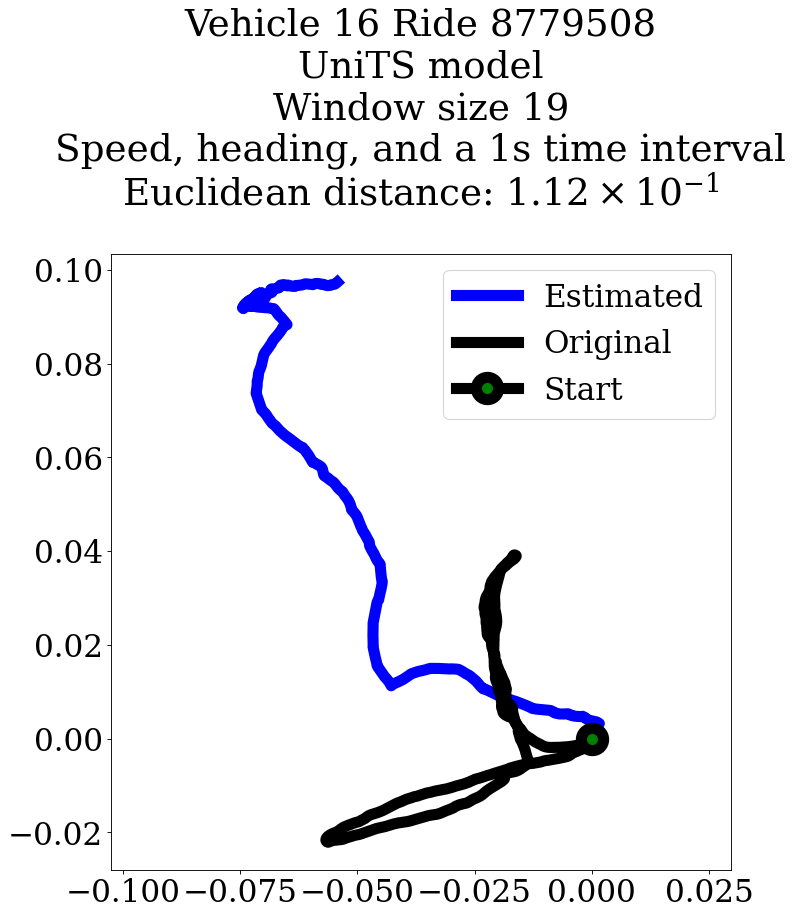 Vehicle 16 Ride 8779508
UniTS model
Window size 19
Speed, heading, and a 1s time interval
Euclidean distance: 1.12 × 10⁻¹
Estimated
Original
Start
0.10
0.08
0.06
0.04
0.02
0.00
−0.02
−0.100 −0.075 −0.050 −0.025 0.000 0.025